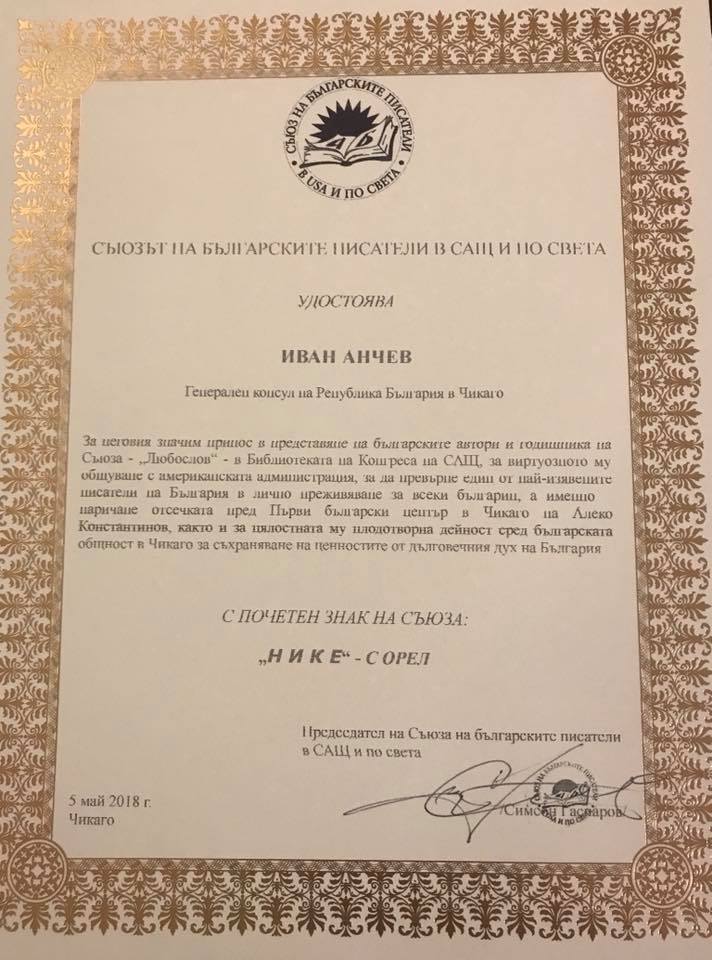 СЪЮЗ НА БЪЛГАРСКИТЕ ПИСАТЕЛИ
• В USA И ПО СВЕТА •
СЪЮЗЪТ НА БЪЛГАРСКИТЕ ПИСАТЕЛИ В САЩ И ПО СВЕТА
УДОСТОЯВА
ИВАН АНЧЕВ
Генерален консул на Република България в Чикаго
За неговия значим принос в представяне на българските автори и годишника на
Съюза - „Любослов“ - в Библиотеката на Конгреса на САЩ, за виртуозното му
общуване с американската администрация, за да превърне един от най-изявените
писатели на България в лично преживяване за всеки българин, а именно
наричане отсечката пред Първи български център в Чикаго на Алеко
Константинов, както и за цялостната му плодотворна дейност сред българската
общност в Чикаго за съхраняване на ценностите от дълговечния дух на България
С ПОЧЕТЕН ЗНАК НА СЪЮЗА:
„Н И К Е“ - С ОРЕЛ
Председател на Съюза на българските писатели
в САЩ и по света
5 май 2018 г.
/Симеон Гаспаров/
Чикаго